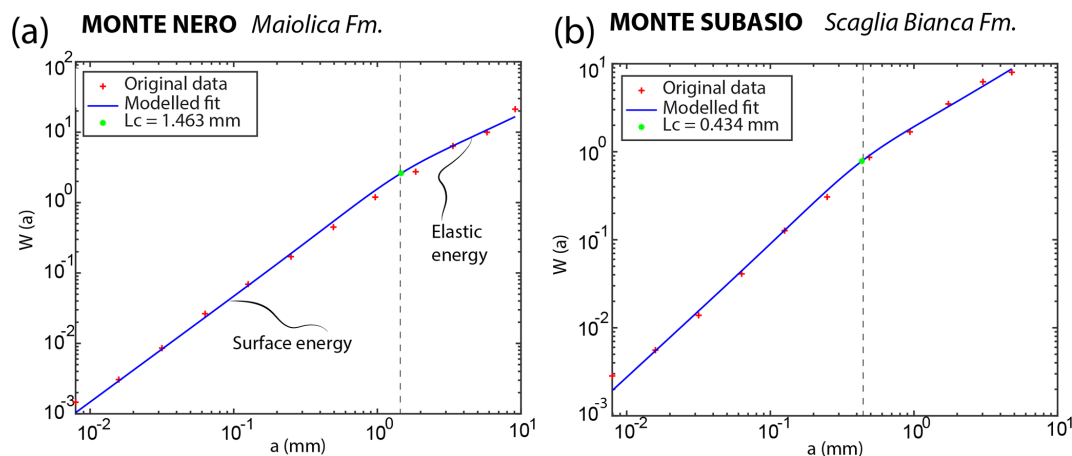 (a) MONTE NERO Maiolica Fm.
10^2
10^1
10^0
10^-1
10^-2
10^-3
W (a)
Original data
Modelled fit
Lc = 1.463 mm
Elastic
energy
Surface energy
10^-2 10^-1 10^0 10^1
a (mm)
(b) MONTE SUBASIO Scaglia Bianca Fm.
10^1
10^0
10^-1
10^-2
10^-3
W (a)
Original data
Modelled fit
Lc = 0.434 mm
10^-2 10^-1 10^0 10^1
a (mm)